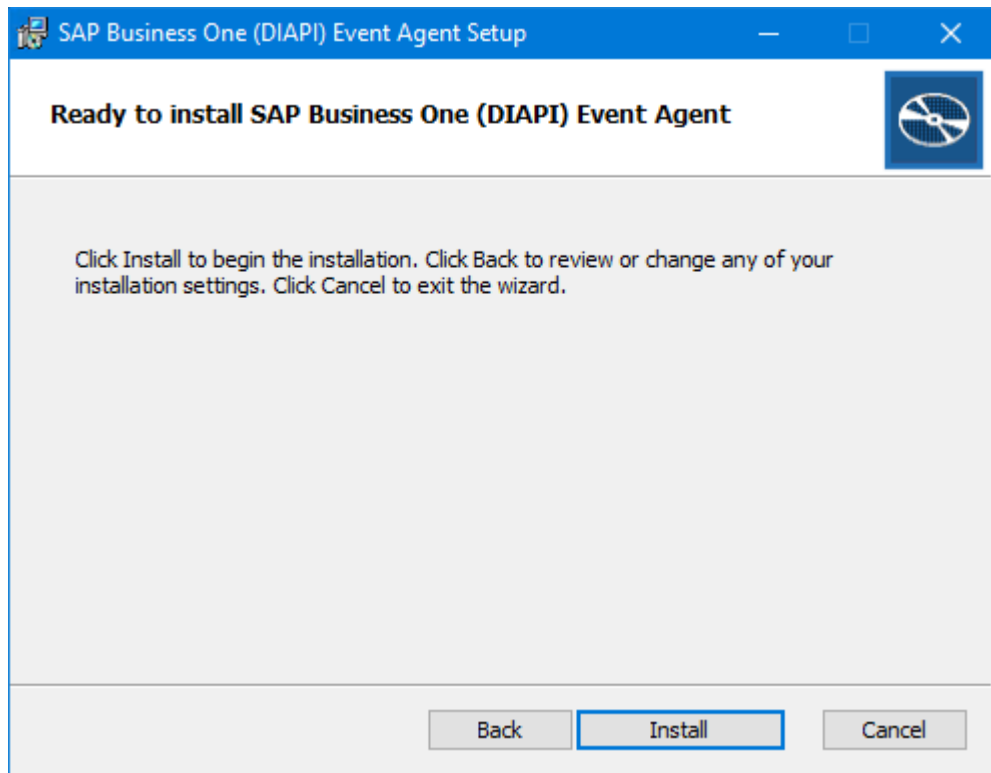 SAP Business One (DIAPI) Event Agent Setup
Ready to install SAP Business One (DIAPI) Event Agent
Click Install to begin the installation. Click Back to review or change any of your
installation settings. Click Cancel to exit the wizard.
Back Install Cancel